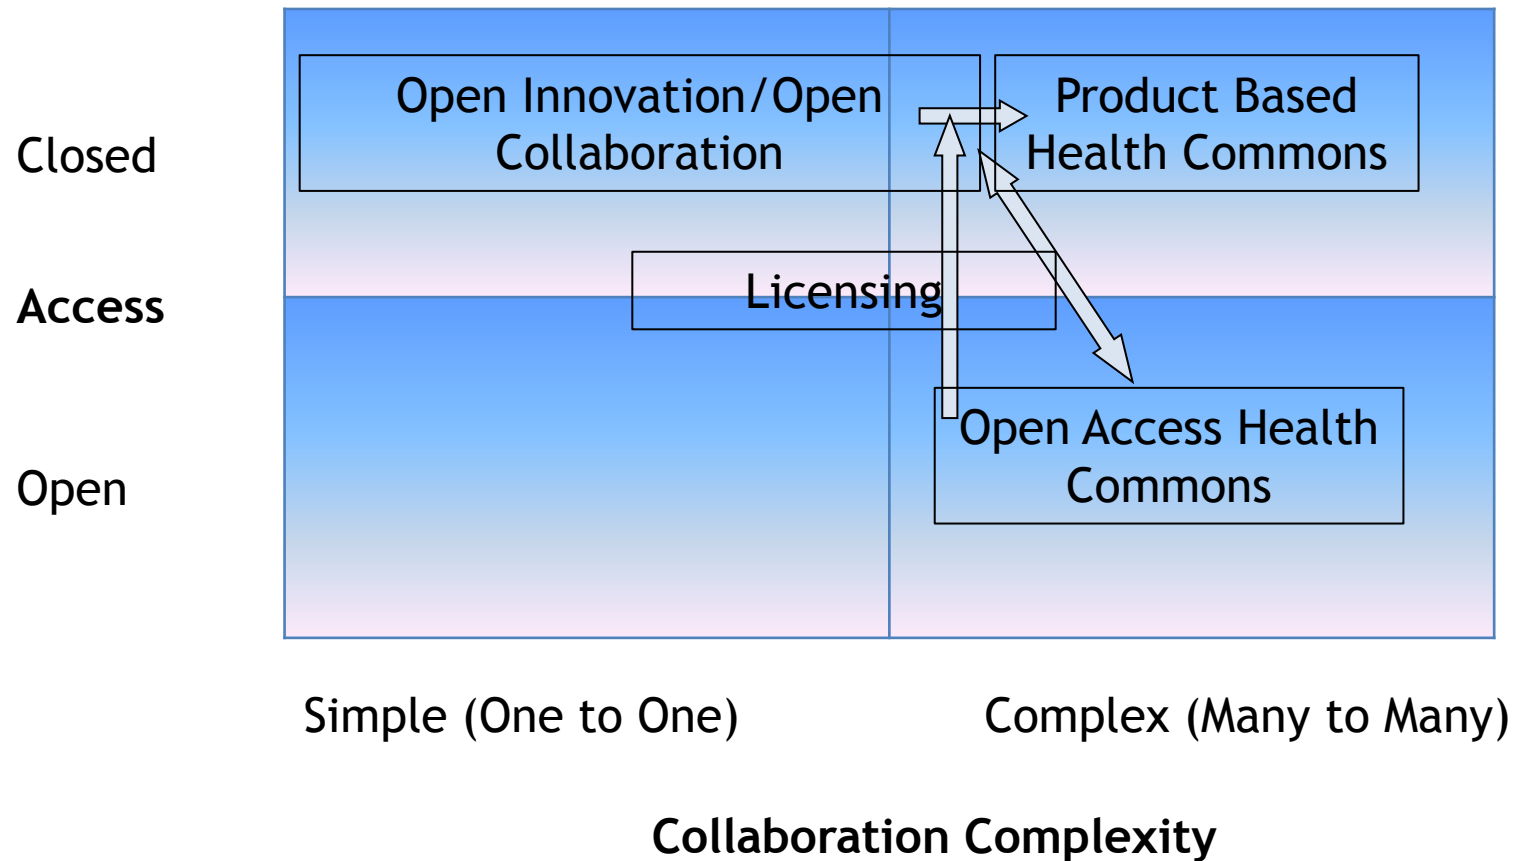 Open Innovation/Open
Collaboration
Product Based
Health Commons
Closed
Licensing
Access
Open Access Health
Commons
Open
Simple (One to One)
Complex (Many to Many)
Collaboration Complexity